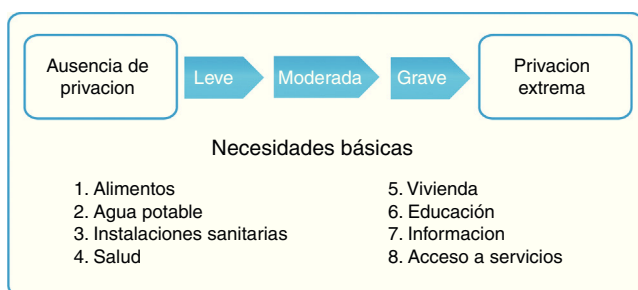 Ausencia de
privacion
Leve
Moderada
Grave
Privacion
extrema
Necesidades básicas
1. Alimentos
2. Agua potable
3. Instalaciones sanitarias
4. Salud
5. Vivienda
6. Educación
7. Informacion
8. Acceso a servicios